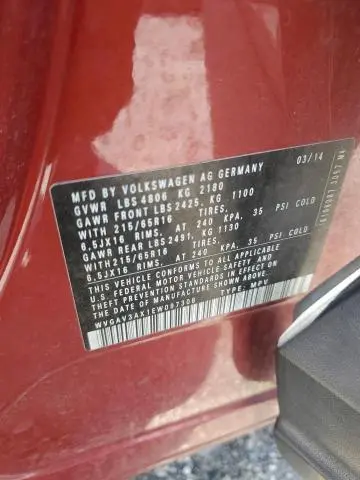 MFD BY VOLKSWAGEN AG GERMANY 03/14
GVWR LBS 4806 KG 2180
GAWR FRONT LBS 2425, KG 1100
WITH 215/65R16 TIRES,
6.5JX16 RIMS. AT 240 KPA, 35 PSI/COLD
GAWR REAR LBS 2491, KG 1130
WITH 215/65R16 TIRES,
6.5JX16 RIMS. AT 240 KPA, 35 PSI/COLD
THIS VEHICLE CONFORMS TO ALL APPLICABLE
U.S. FEDERAL MOTOR VEHICLE SAFETY
STANDARDS IN EFFECT ON THE
DATE OF MANUFACTURE SHOWN ABOVE.
TYPE: MPV